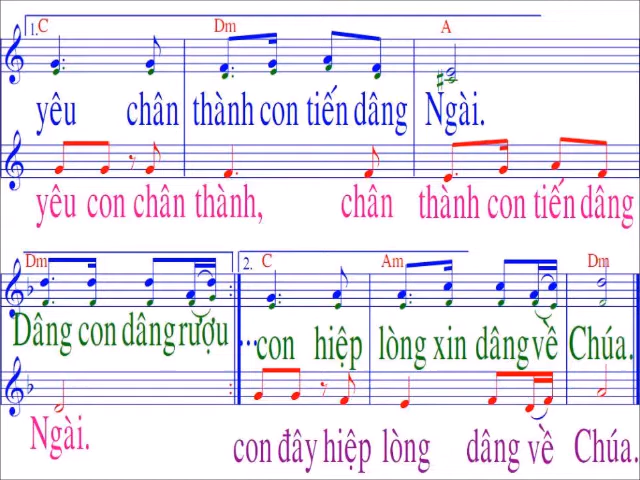 1. C Dm A
yêu chân thành con tiến dâng Ngài.
yêu con chân thành, chân thành con tiến dâng
Dm 2. C Am Dm
Dâng con dâng rượu ... con hiệp lòng xin dâng về Chúa.
Ngài. con đây hiệp lòng dâng về Chúa.